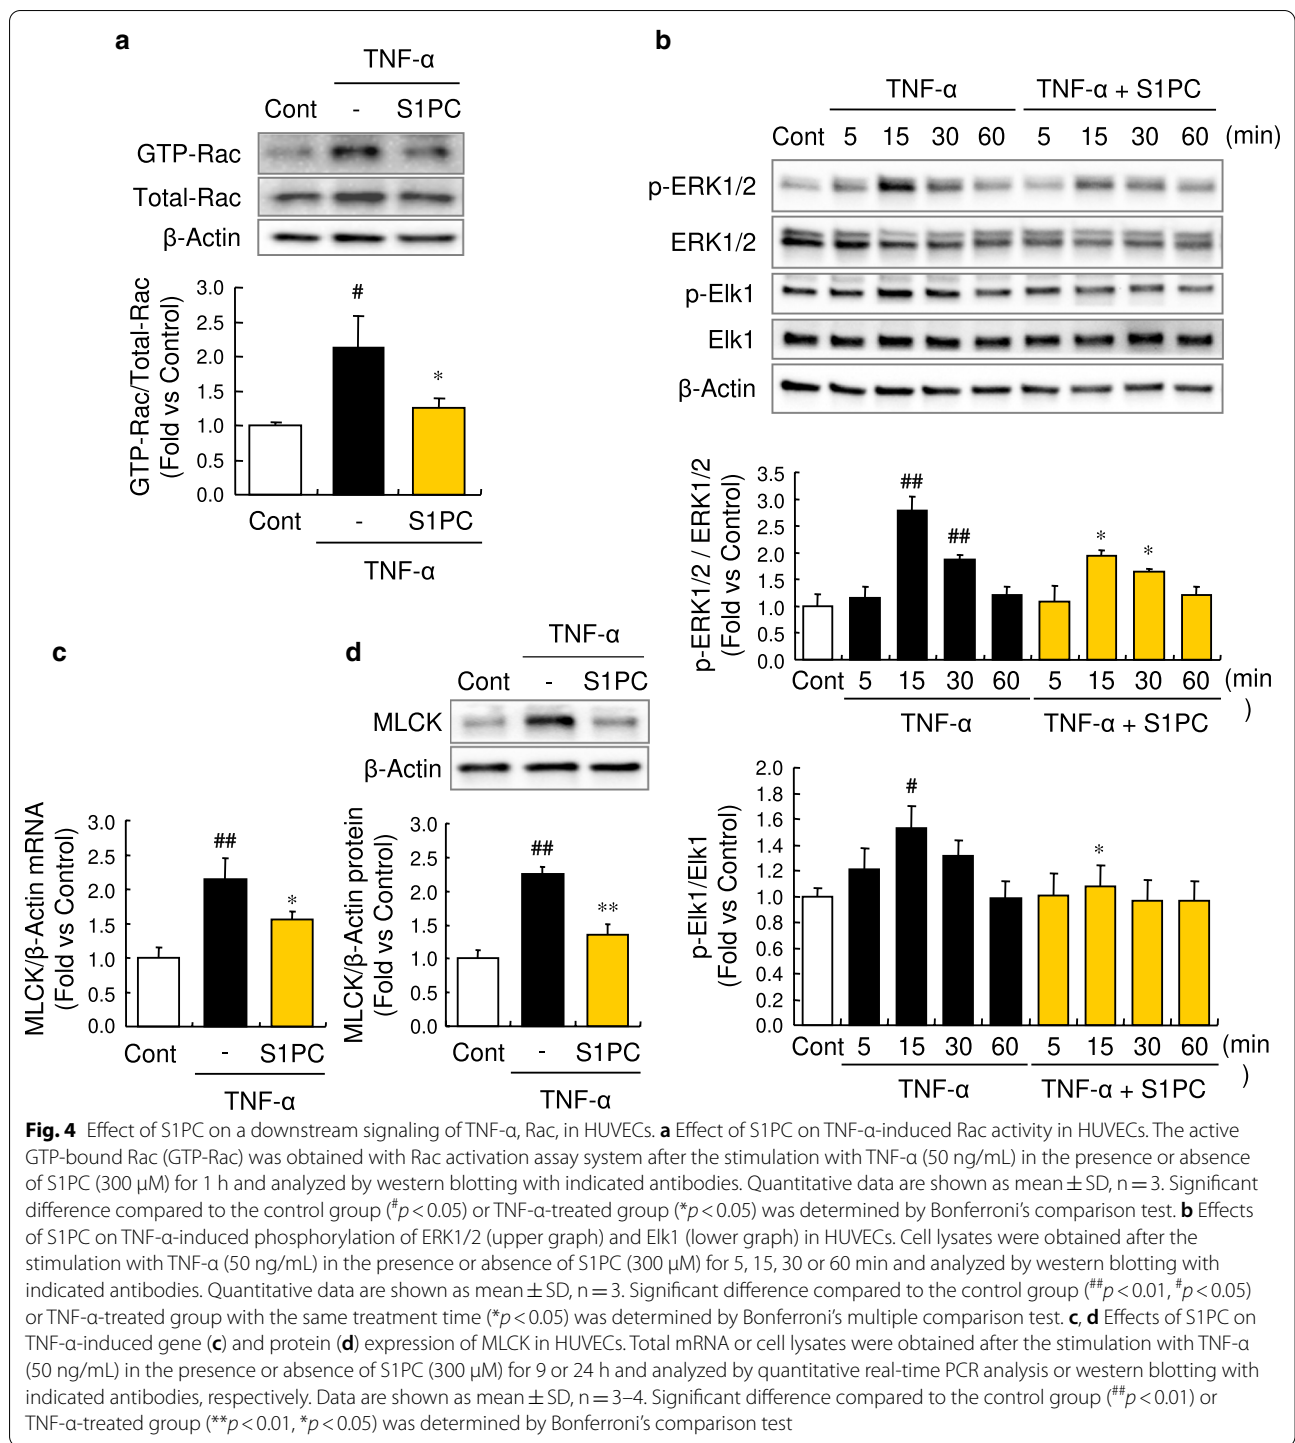 a
TNF-α
Cont - S1PC
GTP-Rac
Total-Rac
β-Actin
GTP-Rac/Total-Rac
(Fold vs Control)
3.0
2.5
2.0
1.5
1.0
0.5
0.0
#
*
Cont - S1PC
TNF-α
b
TNF-α TNF-α + S1PC
Cont 5 15 30 60 5 15 30 60 (min)
p-ERK1/2
ERK1/2
p-Elk1
Elk1
β-Actin
p-ERK1/2 / ERK1/2
(Fold vs Control)
3.5
3.0
2.5
2.0
1.5
1.0
0.5
0.0
## ## * *
Cont 5 15 30 60 5 15 30 60 (min
)
TNF-α TNF-α + S1PC
p-Elk1/Elk1
(Fold vs Control)
2.0
1.8
1.6
1.4
1.2
1.0
0.8
0.6
0.4
0.2
0.0
# *
Cont 5 15 30 60 5 15 30 60 (min
)
TNF-α TNF-α + S1PC
c
MLCK/β-Actin mRNA
(Fold vs Control)
3.0
2.5
2.0
1.5
1.0
0.5
0.0
##
*
Cont - S1PC
TNF-α
d
TNF-α
Cont - S1PC
MLCK
β-Actin
MLCK/β-Actin protein
(Fold vs Control)
3.0
2.5
2.0
1.5
1.0
0.5
0.0
##
**
Cont - S1PC
TNF-α
Fig. 4 Effect of S1PC on a downstream signaling of TNF-α, Rac, in HUVECs. a Effect of S1PC on TNF-α-induced Rac activity in HUVECs. The active
GTP-bound Rac (GTP-Rac) was obtained with Rac activation assay system after the stimulation with TNF-α (50 ng/mL) in the presence or absence
of S1PC (300 μM) for 1 h and analyzed by western blotting with indicated antibodies. Quantitative data are shown as mean ± SD, n = 3. Significant
difference compared to the control group (#p < 0.05) or TNF-α-treated group (*p < 0.05) was determined by Bonferroni's comparison test. b Effects
of S1PC on TNF-α-induced phosphorylation of ERK1/2 (upper graph) and Elk1 (lower graph) in HUVECs. Cell lysates were obtained after the
stimulation with TNF-α (50 ng/mL) in the presence or absence of S1PC (300 μM) for 5, 15, 30 or 60 min and analyzed by western blotting with
indicated antibodies. Quantitative data are shown as mean ± SD, n = 3. Significant difference compared to the control group (##p < 0.01, #p < 0.05)
or TNF-α-treated group with the same treatment time (*p < 0.05) was determined by Bonferroni's multiple comparison test. c, d Effects of S1PC on
TNF-α-induced gene (c) and protein (d) expression of MLCK in HUVECs. Total mRNA or cell lysates were obtained after the stimulation with TNF-α
(50 ng/mL) in the presence or absence of S1PC (300 μM) for 9 or 24 h and analyzed by quantitative real-time PCR analysis or western blotting with
indicated antibodies, respectively. Data are shown as mean ± SD, n = 3–4. Significant difference compared to the control group (##p < 0.01) or
TNF-α-treated group (**p < 0.01, *p < 0.05) was determined by Bonferroni's comparison test